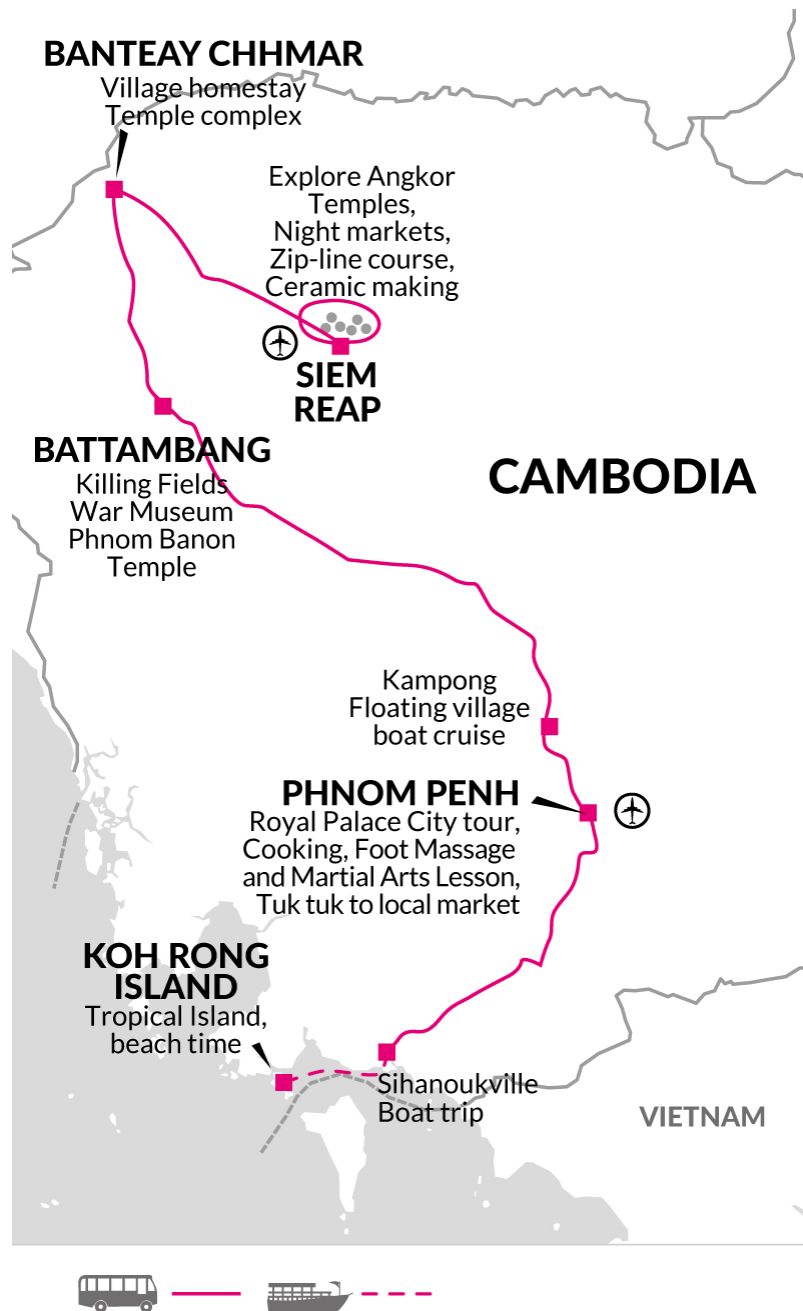 BANTEAY CHHMAR
Village homestay
Temple complex
Explore Angkor
Temples,
Night markets,
Zip-line course,
Ceramic making
SIEM
REAP
BATTAMBANG
Killing Fields
War Museum
Phnom Banon
Temple
CAMBODIA
Kampong
Floating village
boat cruise
PHNOM PENH
Royal Palace City tour,
Cooking, Foot Massage
and Martial Arts Lesson,
Tuk tuk to local market
KOH RONG
ISLAND
Tropical Island,
beach time
Sihanoukville
Boat trip
VIETNAM